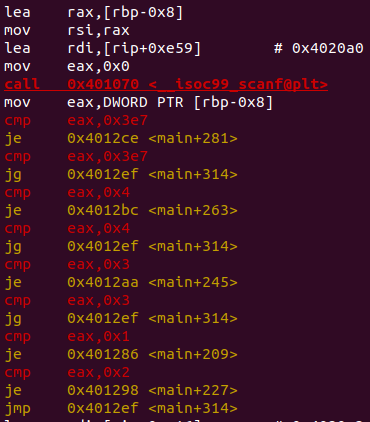 lea    rax,[rbp-0x8]
mov    rsi,rax
lea    rdi,[rip+0xe59]        # 0x4020a0
mov    eax,0x0
call   0x401070 <__isoc99_scanf@plt>
mov    eax,DWORD PTR [rbp-0x8]
cmp    eax,0x3e7
je     0x4012ce <main+281>
cmp    eax,0x3e7
jg     0x4012ef <main+314>
cmp    eax,0x4
je     0x4012bc <main+263>
cmp    eax,0x4
jg     0x4012ef <main+314>
cmp    eax,0x3
je     0x4012aa <main+245>
cmp    eax,0x3
jg     0x4012ef <main+314>
cmp    eax,0x1
je     0x401286 <main+209>
cmp    eax,0x2
je     0x401298 <main+227>
jmp    0x4012ef <main+314>